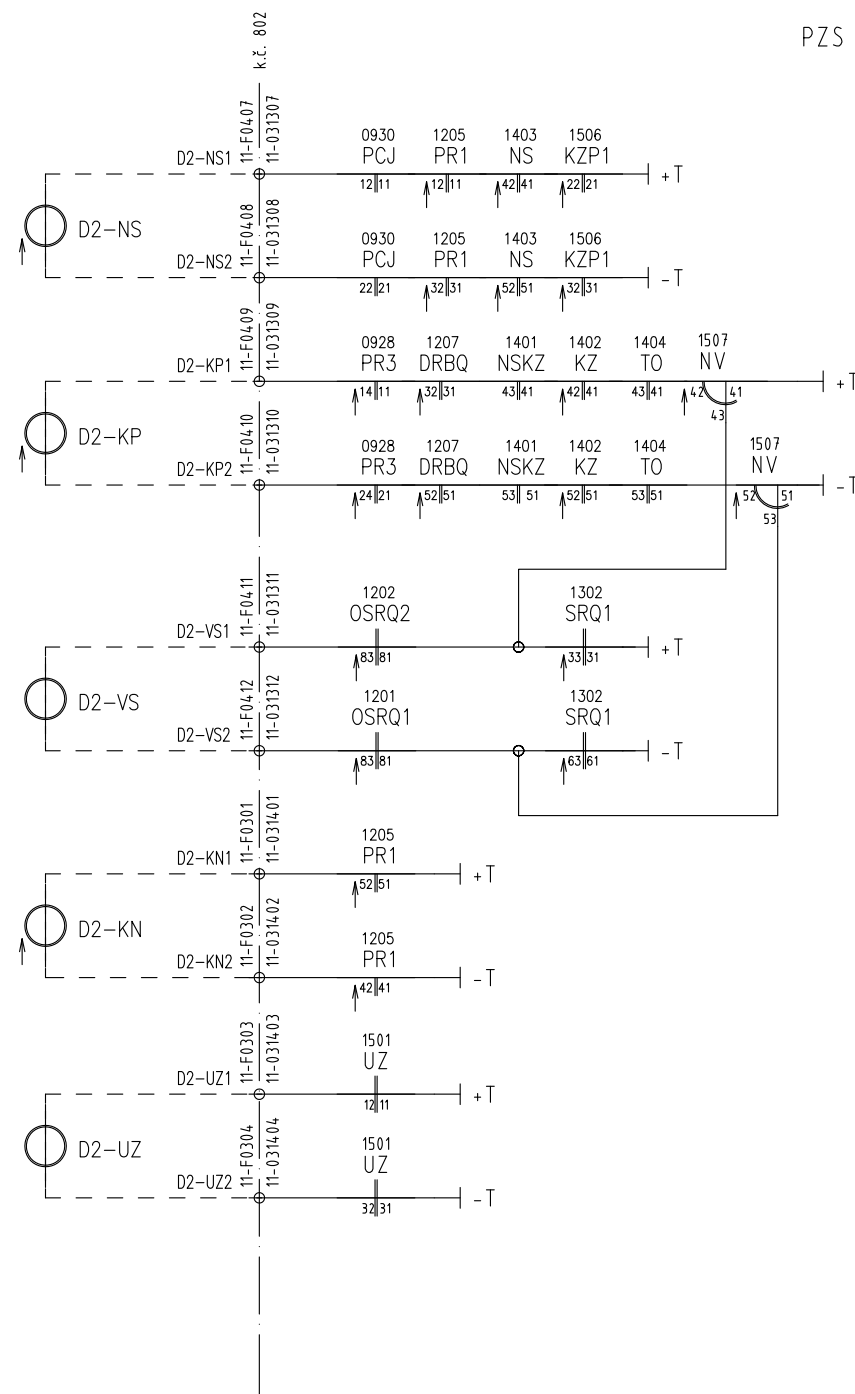 PZS
k.č. 802
11-F0407
11-031307
D2-NS1
0930 1205 1403 1506
PCJ PR1 NS KZP1
12 11 12 11 42 41 22 21
+T
D2-NS
11-F0408
11-031308
D2-NS2
0930 1205 1403 1506
PCJ PR1 NS KZP1
22 21 32 31 52 51 32 31
-T
11-F0409
11-031309
D2-KP1
0928 1207 1401 1402 1404 1507
PR3 DRBQ NSKZ KZ TO NV
14 11 32 31 43 41 42 41 43 41 42 41
43
+T
D2-KP
11-F0410
11-031310
D2-KP2
0928 1207 1401 1402 1404 1507
PR3 DRBQ NSKZ KZ TO NV
24 21 52 51 53 51 52 51 53 51 52 51
53
-T
11-F0411
11-031311
D2-VS1
1202 1302
OSRQ2 SRQ1
83 81 33 31
+T
D2-VS
11-F0412
11-031312
D2-VS2
1201 1302
OSRQ1 SRQ1
83 81 63 61
-T
11-F0301
11-031401
D2-KN1
1205
PR1
52 51
+T
D2-KN
11-F0302
11-031402
D2-KN2
1205
PR1
42 41
-T
11-F0303
11-031403
D2-UZ1
1501
UZ
12 11
+T
D2-UZ
11-F0304
11-031404
D2-UZ2
1501
UZ
32 31
-T